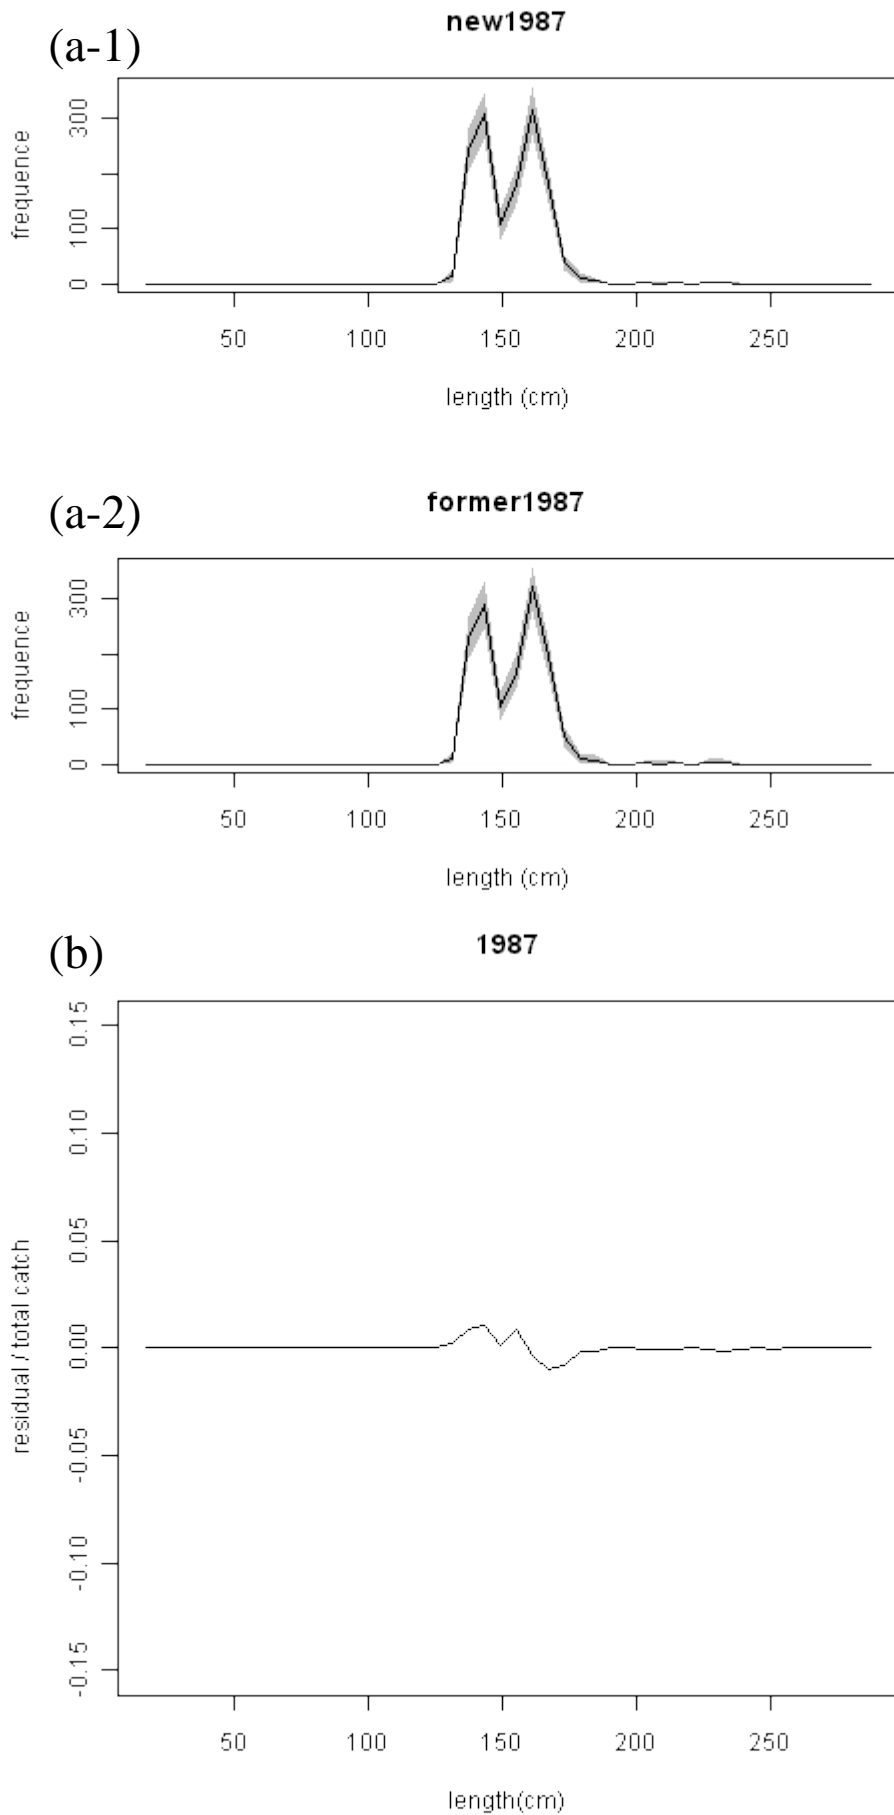 (a-1)
new1987
frequence
300
100
0
50 100 150 200 250
length (cm)
(a-2)
former1987
frequence
300
100
0
50 100 150 200 250
length (cm)
(b)
1987
residual / total catch
0.15
0.10
0.05
0.00
-0.05
-0.10
-0.15
50 100 150 200 250
length(cm)